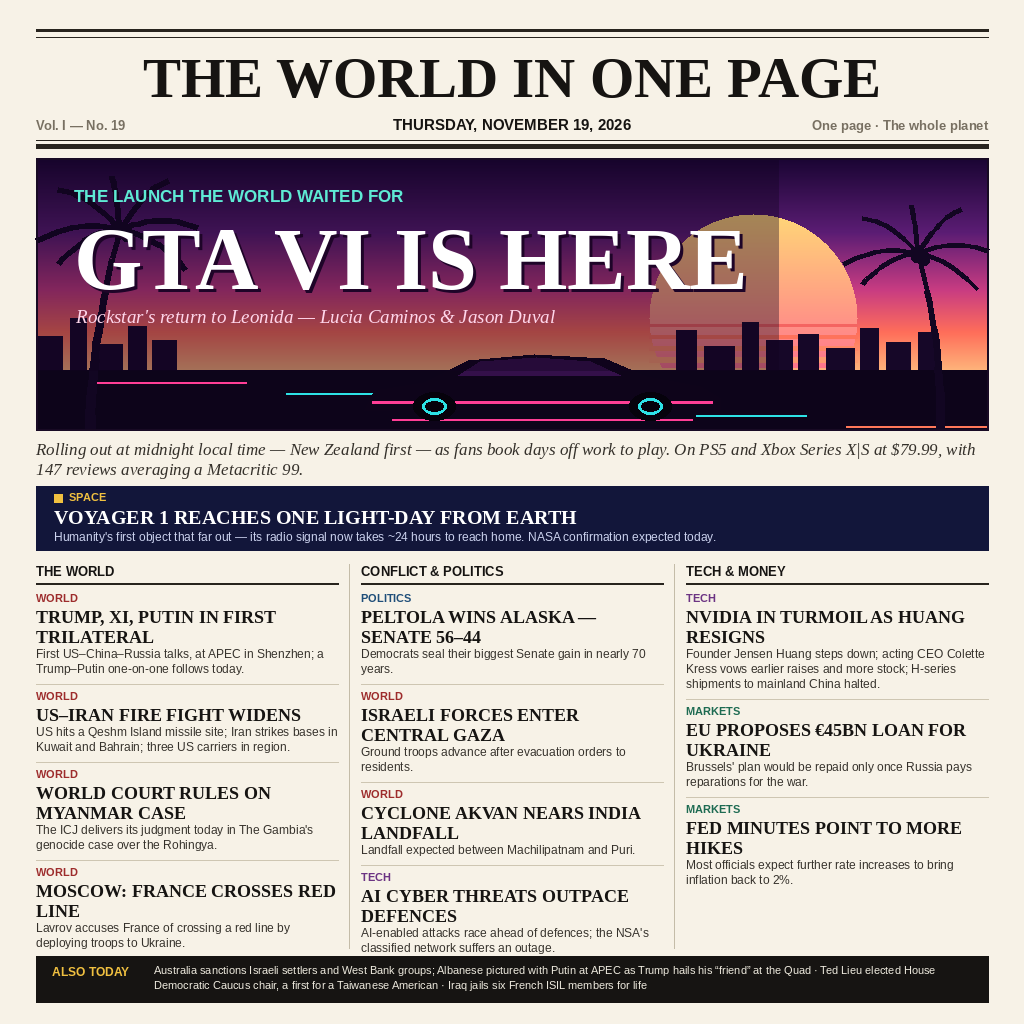 THE WORLD IN ONE PAGE
Vol. I — No. 19
THURSDAY, NOVEMBER 19, 2026
One page · The whole planet
THE LAUNCH THE WORLD WAITED FOR
GTA VI IS HERE
Rockstar's return to Leonida — Lucia Caminos & Jason Duval
Rolling out at midnight local time — New Zealand first — as fans book days off work to play. On PS5 and Xbox Series X|S at $79.99, with
147 reviews averaging a Metacritic 99.
SPACE
VOYAGER 1 REACHES ONE LIGHT-DAY FROM EARTH
Humanity's first object that far out — its radio signal now takes ~24 hours to reach home. NASA confirmation expected today.
THE WORLD
WORLD
TRUMP, XI, PUTIN IN FIRST
TRILATERAL
First US–China–Russia talks, at APEC in Shenzhen; a
Trump–Putin one-on-one follows today.
WORLD
US–IRAN FIRE FIGHT WIDENS
US hits a Qeshm Island missile site; Iran strikes bases in
Kuwait and Bahrain; three US carriers in region.
WORLD
WORLD COURT RULES ON
MYANMAR CASE
The ICJ delivers its judgment today in The Gambia's
genocide case over the Rohingya.
WORLD
MOSCOW: FRANCE CROSSES RED
LINE
Lavrov accuses France of crossing a red line by
deploying troops to Ukraine.
CONFLICT & POLITICS
POLITICS
PELTOLA WINS ALASKA —
SENATE 56–44
Democrats seal their biggest Senate gain in nearly 70
years.
WORLD
ISRAELI FORCES ENTER
CENTRAL GAZA
Ground troops advance after evacuation orders to
residents.
WORLD
CYCLONE AKVAN NEARS INDIA
LANDFALL
Landfall expected between Machilipatnam and Puri.
TECH
AI CYBER THREATS OUTPACE
DEFENCES
AI-enabled attacks race ahead of defences; the NSA's
classified network suffers an outage.
TECH & MONEY
TECH
NVIDIA IN TURMOIL AS HUANG
RESIGNS
Founder Jensen Huang steps down; acting CEO Colette
Kress vows earlier raises and more stock; H-series
shipments to mainland China halted.
MARKETS
EU PROPOSES €45BN LOAN FOR
UKRAINE
Brussels' plan would be repaid only once Russia pays
reparations for the war.
MARKETS
FED MINUTES POINT TO MORE
HIKES
Most officials expect further rate increases to bring
inflation back to 2%.
ALSO TODAY
Australia sanctions Israeli settlers and West Bank groups; Albanese pictured with Putin at APEC as Trump hails his “friend” at the Quad · Ted Lieu elected House
Democratic Caucus chair, a first for a Taiwanese American · Iraq jails six French ISIL members for life